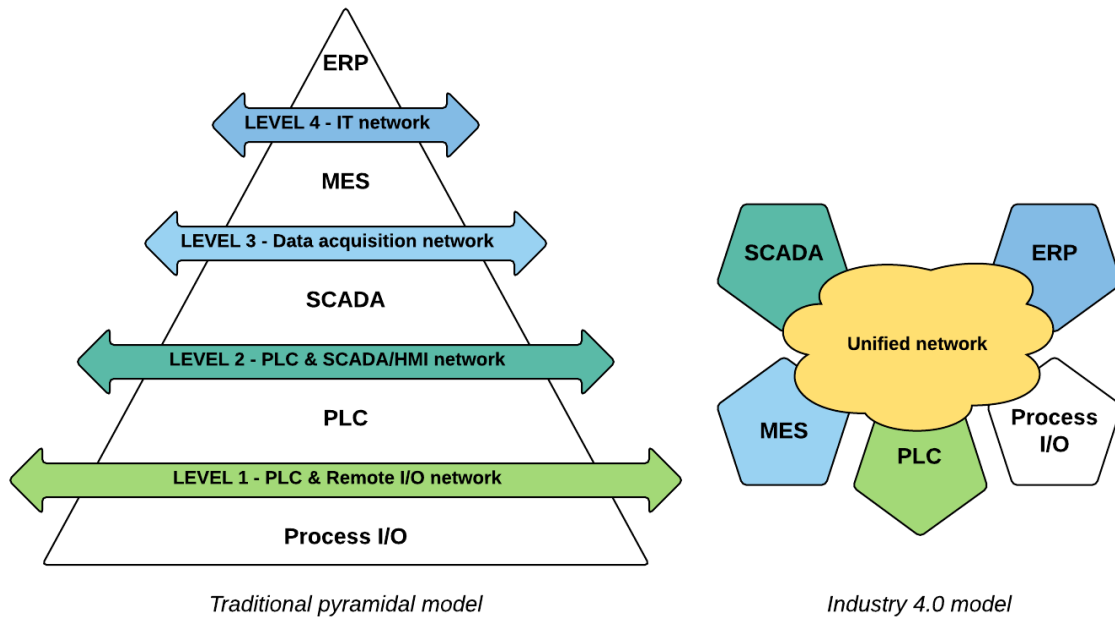 ERP
LEVEL 4 - IT network
MES
LEVEL 3 - Data acquisition network
SCADA
LEVEL 2 - PLC & SCADA/HMI network
PLC
LEVEL 1 - PLC & Remote I/O network
Process I/O
Traditional pyramidal model
SCADA
ERP
Unified network
MES
PLC
Process
I/O
Industry 4.0 model